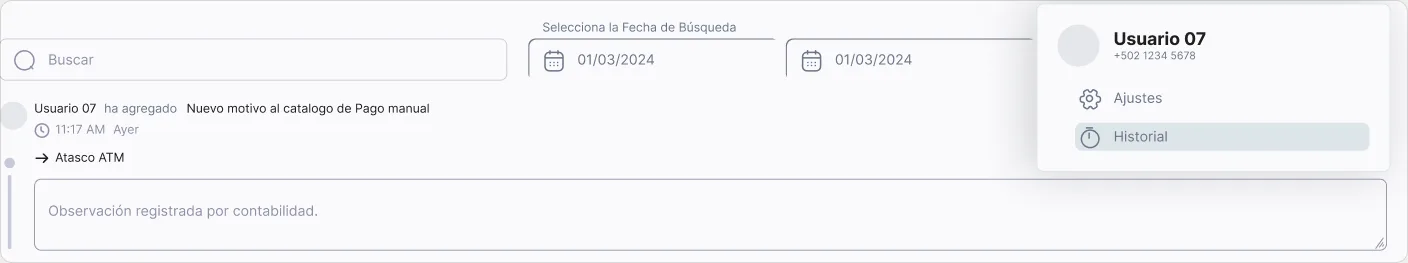 Selecciona la Fecha de Búsqueda
Buscar
01/03/2024
01/03/2024
Usuario 07
+502 1234 5678
Ajustes
Historial
Usuario 07 ha agregado Nuevo motivo al catalogo de Pago manual
11:17 AM Ayer
Atasco ATM
Observación registrada por contabilidad.